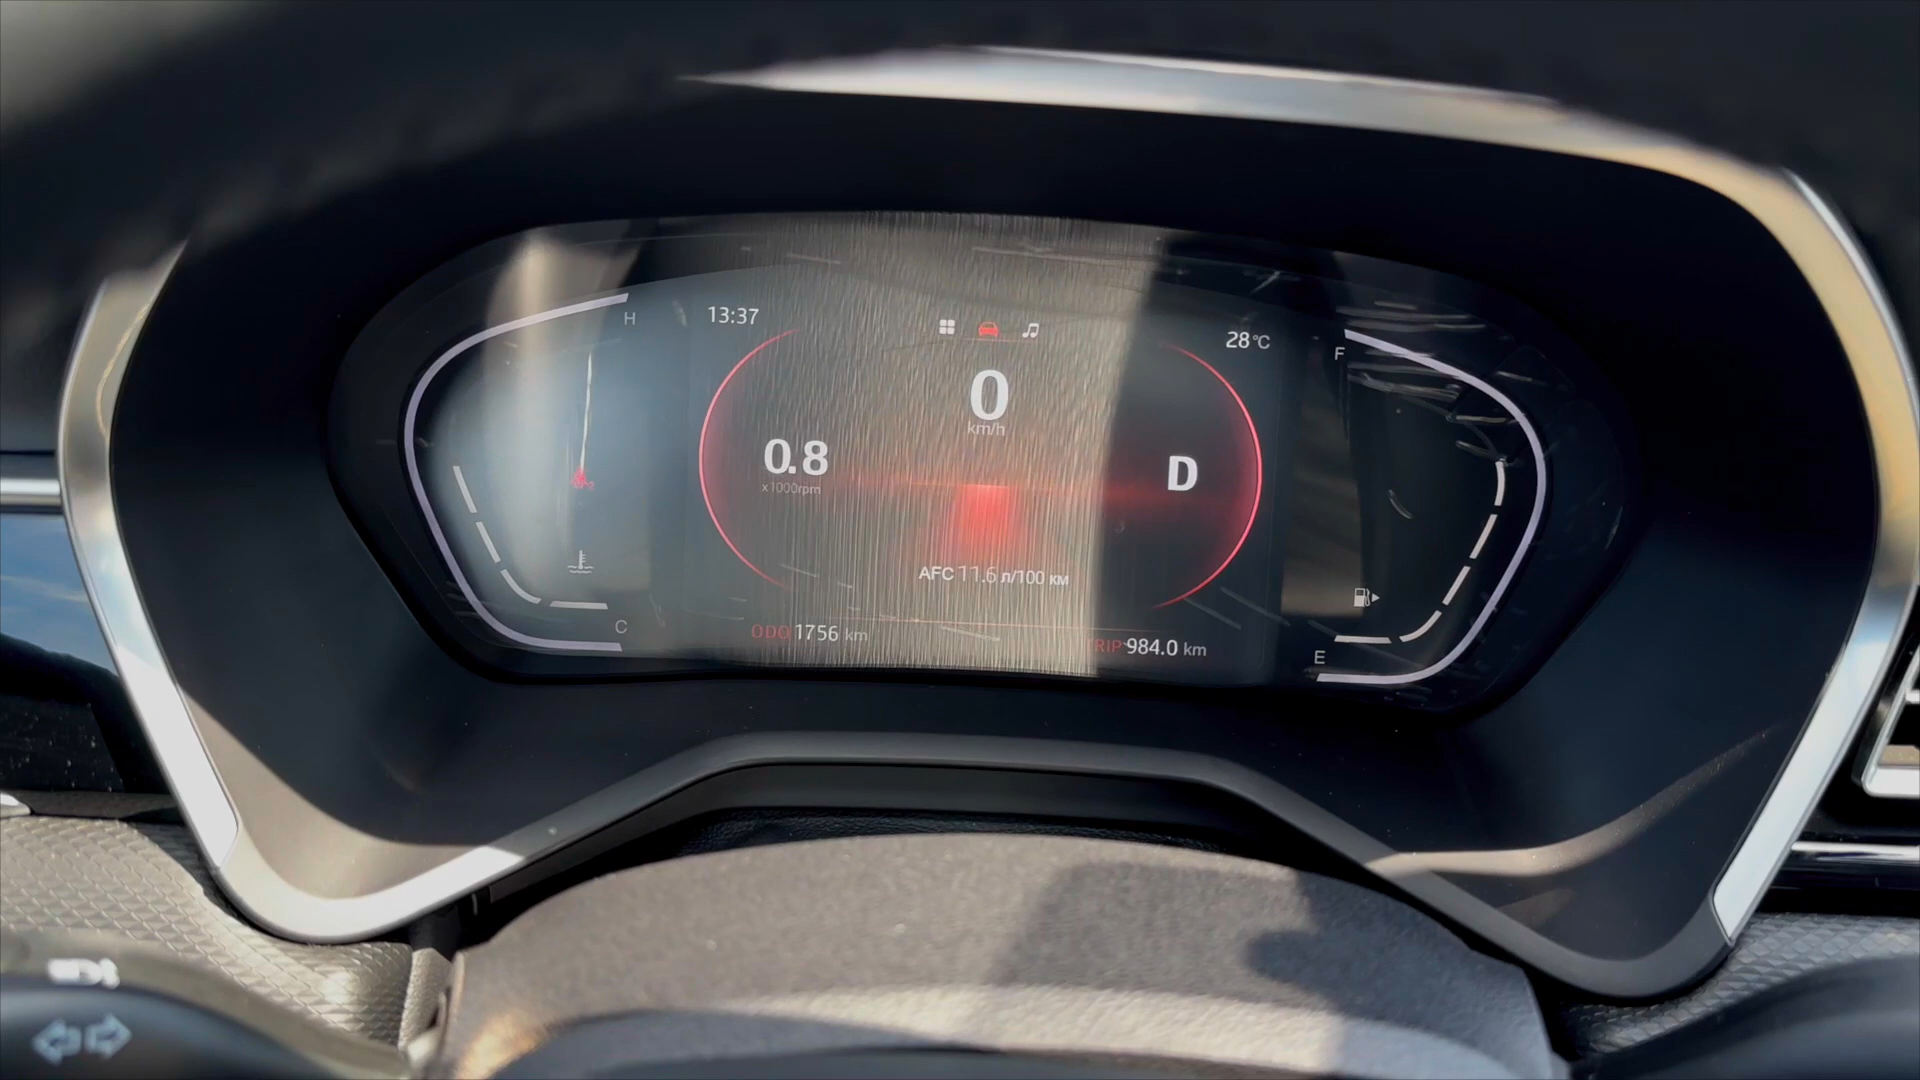 H
13:37
28°C
F
0
km/h
0.8
x1000rpm
D
AFC 11.6 л/100 км
C
ODO 1756 km
TRIP 984.0 km
E